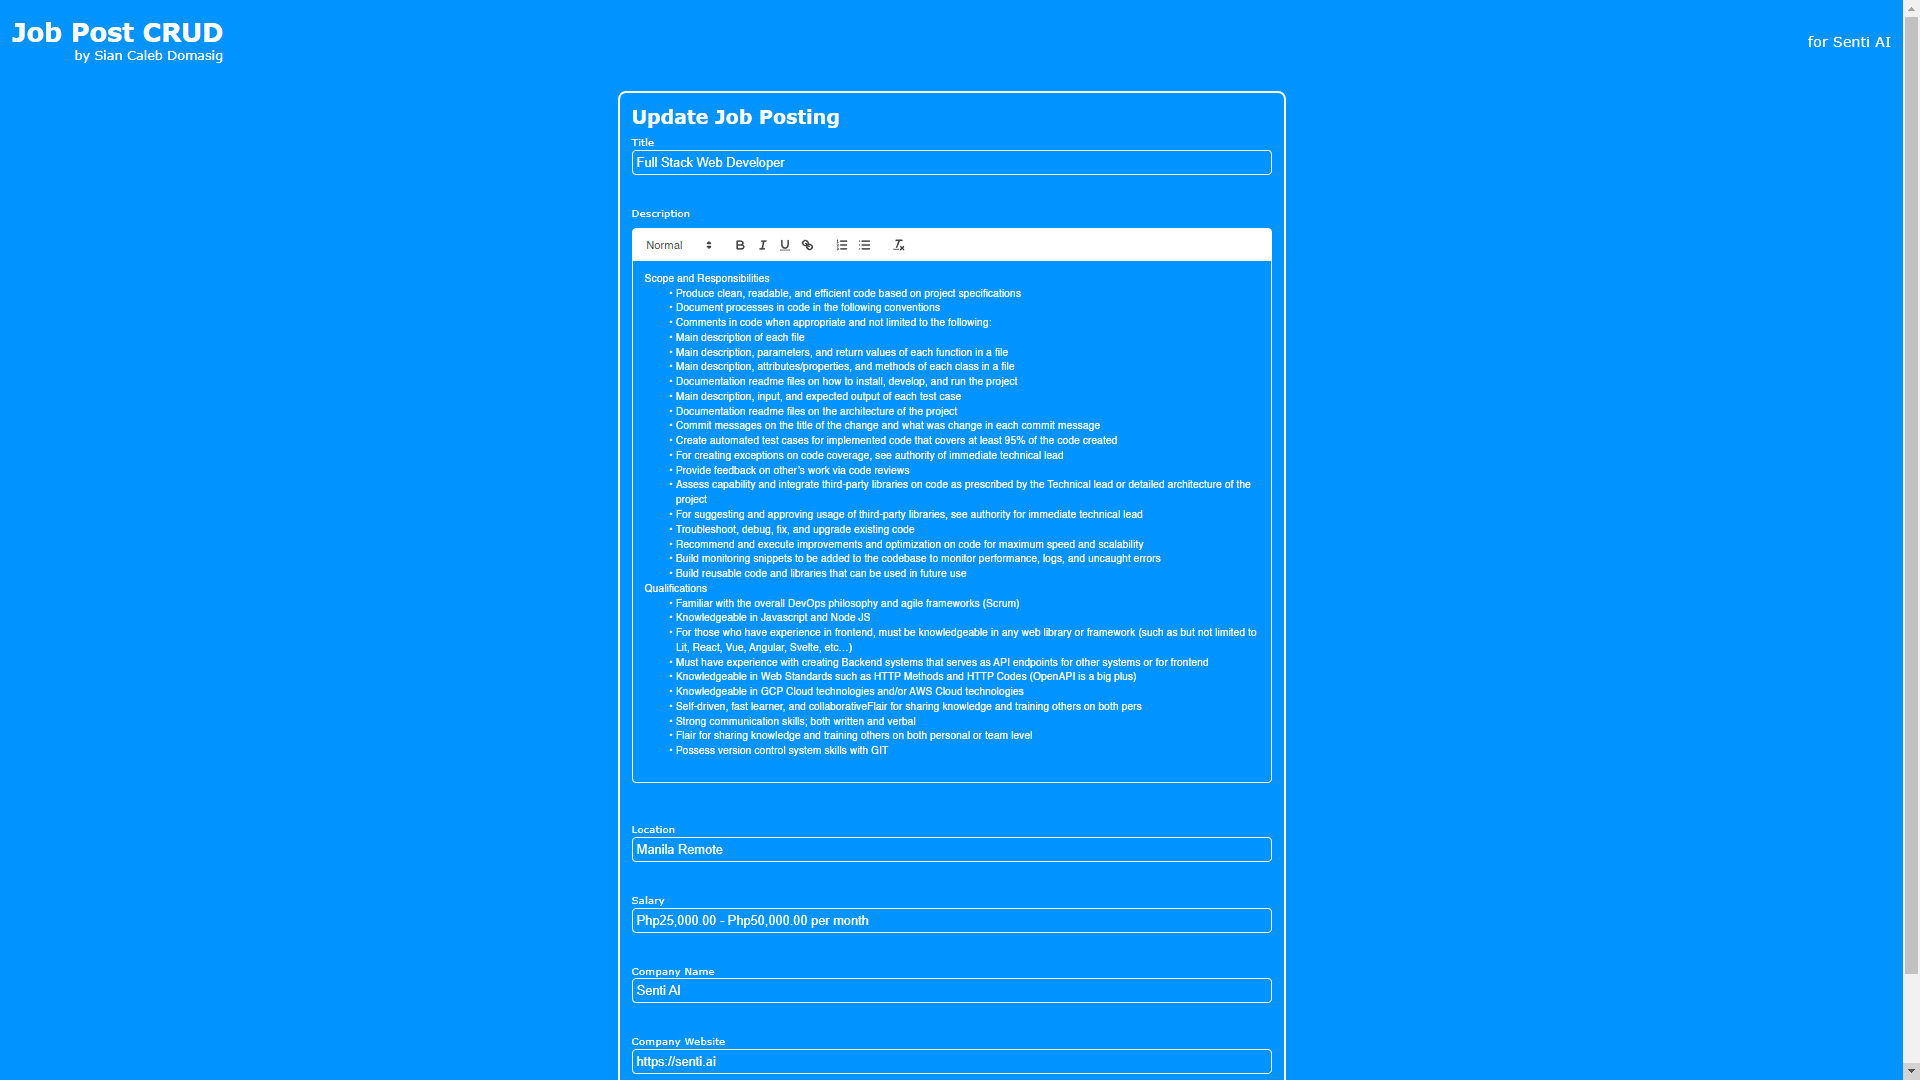 Job Post CRUD
by Sian Caleb Domasig
for Senti AI
Update Job Posting
Title
Full Stack Web Developer
Description
Normal
Scope and Responsibilities
• Produce clean, readable, and efficient code based on project specifications
• Document processes in code in the following conventions
• Comments in code when appropriate and not limited to the following:
• Main description of each file
• Main description, parameters, and return values of each function in a file
• Main description, attributes/properties, and methods of each class in a file
• Documentation readme files on how to install, develop, and run the project
• Main description, input, and expected output of each test case
• Documentation readme files on the architecture of the project
• Commit messages on the title of the change and what was change in each commit message
• Create automated test cases for implemented code that covers at least 95% of the code created
• For creating exceptions on code coverage, see authority of immediate technical lead
• Provide feedback on other's work via code reviews
• Assess capability and integrate third-party libraries on code as prescribed by the Technical lead or detailed architecture of the
project
• For suggesting and approving usage of third-party libraries, see authority for immediate technical lead
• Troubleshoot, debug, fix, and upgrade existing code
• Recommend and execute improvements and optimization on code for maximum speed and scalability
• Build monitoring snippets to be added to the codebase to monitor performance, logs, and uncaught errors
• Build reusable code and libraries that can be used in future use
Qualifications
• Familiar with the overall DevOps philosophy and agile frameworks (Scrum)
• Knowledgeable in Javascript and Node JS
• For those who have experience in frontend, must be knowledgeable in any web library or framework (such as but not limited to
Lit, React, Vue, Angular, Svelte, etc...)
• Must have experience with creating Backend systems that serves as API endpoints for other systems or for frontend
• Knowledgeable in Web Standards such as HTTP Methods and HTTP Codes (OpenAPI is a big plus)
• Knowledgeable in GCP Cloud technologies and/or AWS Cloud technologies
• Self-driven, fast learner, and collaborativeFlair for sharing knowledge and training others on both pers
• Strong communication skills; both written and verbal
• Flair for sharing knowledge and training others on both personal or team level
• Possess version control system skills with GIT
Location
Manila Remote
Salary
Php25,000.00 - Php50,000.00 per month
Company Name
Senti AI
Company Website
https://senti.ai